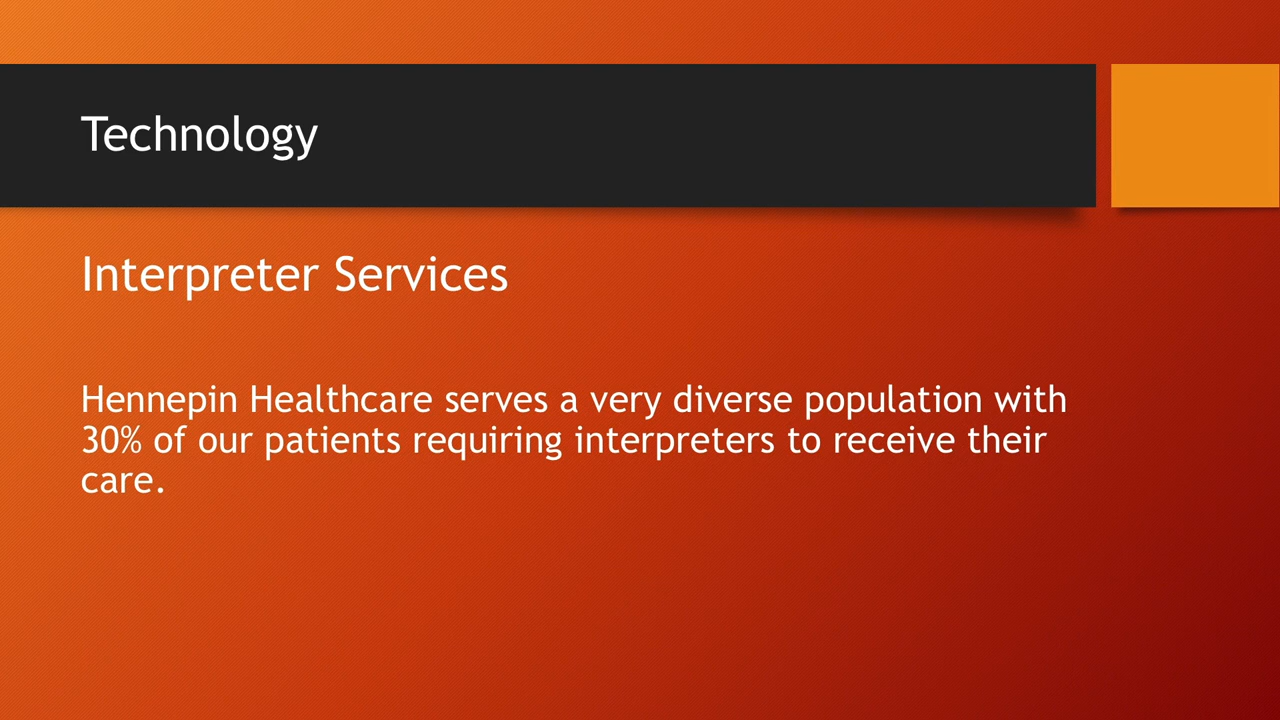 Technology
Interpreter Services
Hennepin Healthcare serves a very diverse population with
30% of our patients requiring interpreters to receive their
care.